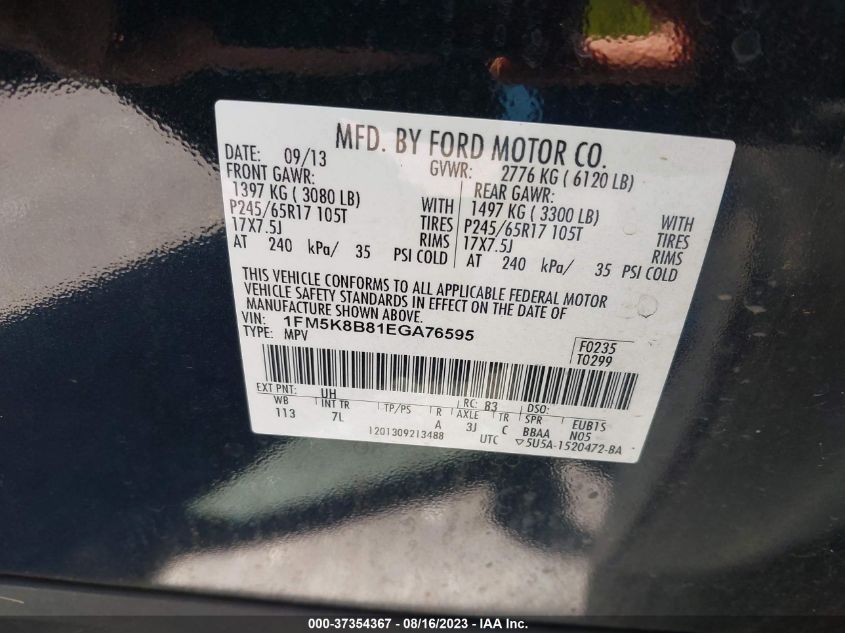 MFD. BY FORD MOTOR CO.
DATE: 09/13 GVWR: 2776 KG ( 6120 LB)
FRONT GAWR: REAR GAWR:
1397 KG ( 3080 LB) WITH 1497 KG ( 3300 LB) WITH
P245/65R17 105T TIRES P245/65R17 105T TIRES
17X7.5J RIMS 17X7.5J RIMS
AT 240 kPa/ 35 PSI COLD AT 240 kPa/ 35 PSI COLD
THIS VEHICLE CONFORMS TO ALL APPLICABLE FEDERAL MOTOR
VEHICLE SAFETY STANDARDS IN EFFECT ON THE DATE OF
MANUFACTURE SHOWN ABOVE.
VIN: 1FM5K8B81EGA76595 F0235
TYPE: MPV T0299
EXT PNT: UH RC: B3 DSO:
WB INT TR TP/PS R AXLE TR SPR EUB1S
113 7L A 3J C BBAA N05
1201309213488 UTC ▽5U5A-1520472-BA
000-37354367 - 08/16/2023 - IAA Inc.